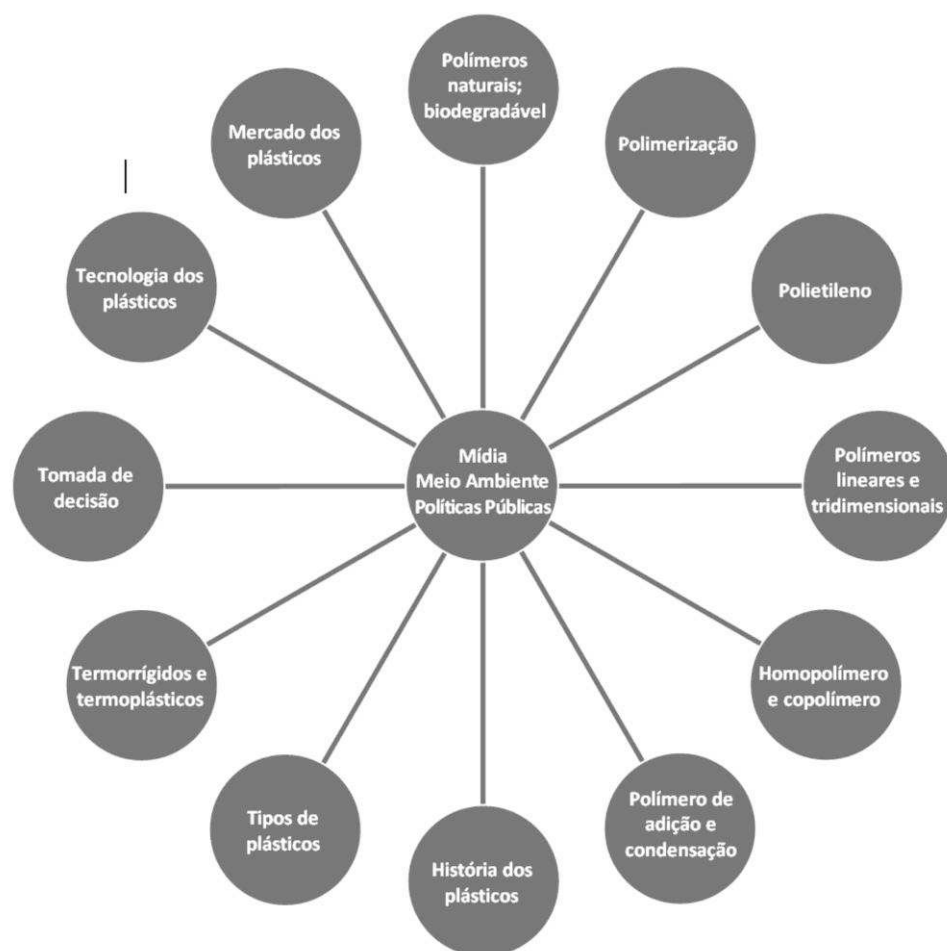 Polímeros
naturais;
biodegradável
Polimerização
Polietileno
Polímeros
lineares e
tridimensionais
Homopolímero
e copolímero
Polímero de
adição e
condensação
História dos
plásticos
Tipos de
plásticos
Termorrígidos e
termoplásticos
Tomada de
decisão
Tecnologia dos
plásticos
Mercado dos
plásticos
Mídia
Meio Ambiente
Políticas Públicas